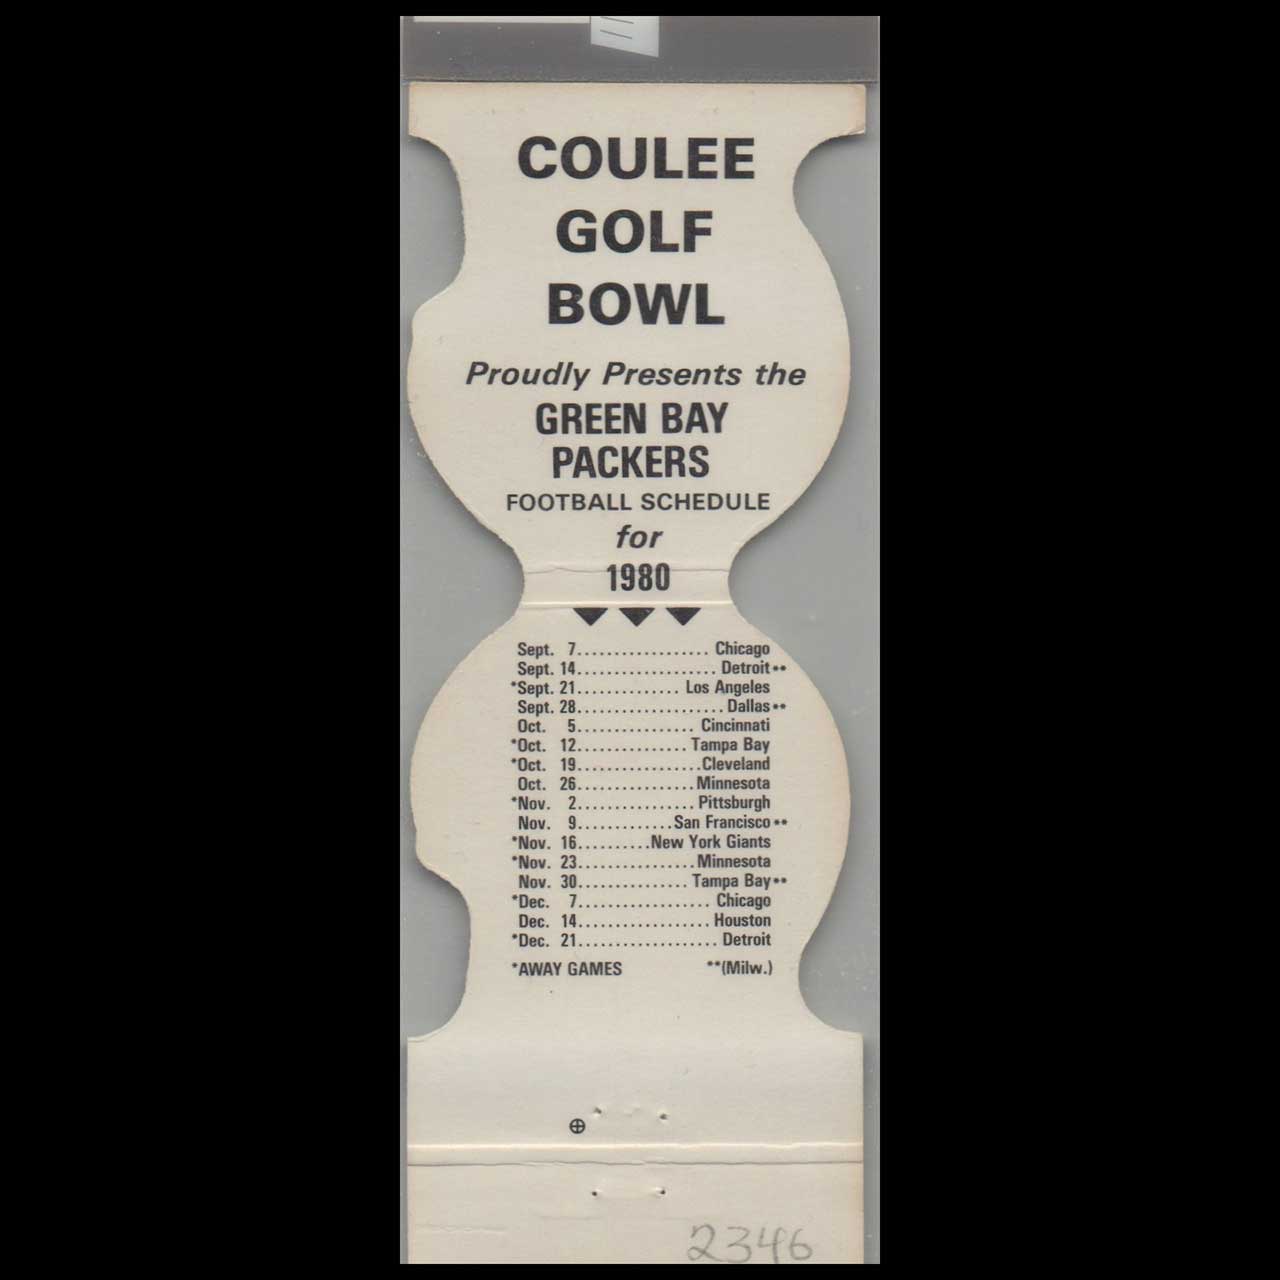 COULEE
GOLF
BOWL
Proudly Presents the
GREEN BAY
PACKERS
FOOTBALL SCHEDULE
for
1980
Sept. 7.................. Chicago
Sept. 14................... Detroit**
*Sept. 21.............. Los Angeles
Sept. 28.................... Dallas**
Oct. 5................ Cincinnati
*Oct. 12............... Tampa Bay
*Oct. 19.................Cleveland
Oct. 26................Minnesota
*Nov. 2................ Pittsburgh
Nov. 9.............San Francisco**
*Nov. 16..........New York Giants
*Nov. 23................Minnesota
Nov. 30............... Tampa Bay**
*Dec. 7.................. Chicago
Dec. 14..................Houston
*Dec. 21................... Detroit
*AWAY GAMES **(Milw.)
2346